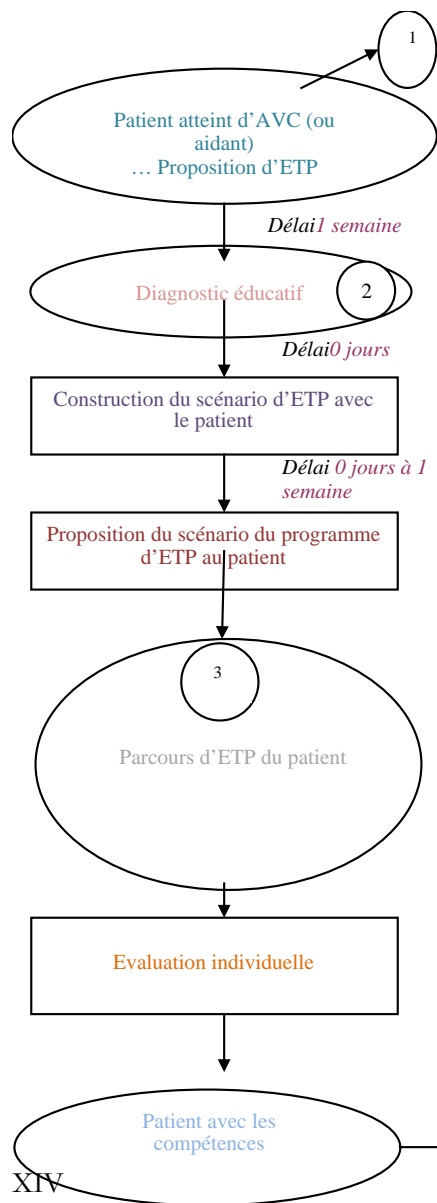 1
Patient atteint d’AVC (ou
aidant)
… Proposition d’ETP
Délai1 semaine
Diagnostic éducatif
2
Délai0 jours
Construction du scénario d’ETP avec
le patient
Délai 0 jours à 1
semaine
Proposition du scénario du programme
d’ETP au patient
3
Parcours d’ETP du patient
Evaluation individuelle
Patient avec les
compétences
XIV